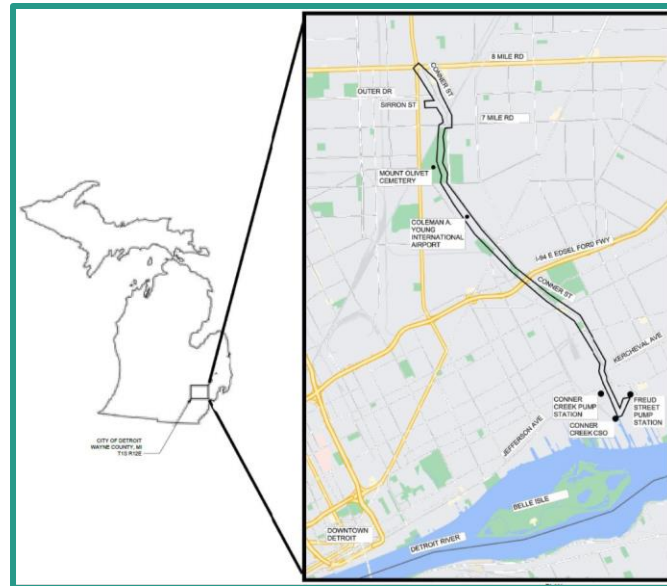 8 MILE RD
CONNER ST
OUTER DR
SIRRON ST
7 MILE RD
MOUNT OLIVET
CEMETERY
COLEMAN A.
YOUNG
INTERNATIONAL
AIRPORT
I-94 E EDSEL FORD FWY
CONNER ST
KERCHEVAL AVE
CONNER
CREEK PUMP
STATION
FREUD
STREET
PUMP
STATION
CONNER
CREEK CSO
JEFFERSON AVE
BELLE ISLE
DOWNTOWN
DETROIT
DETROIT RIVER
CITY OF DETROIT
WAYNE COUNTY, MI